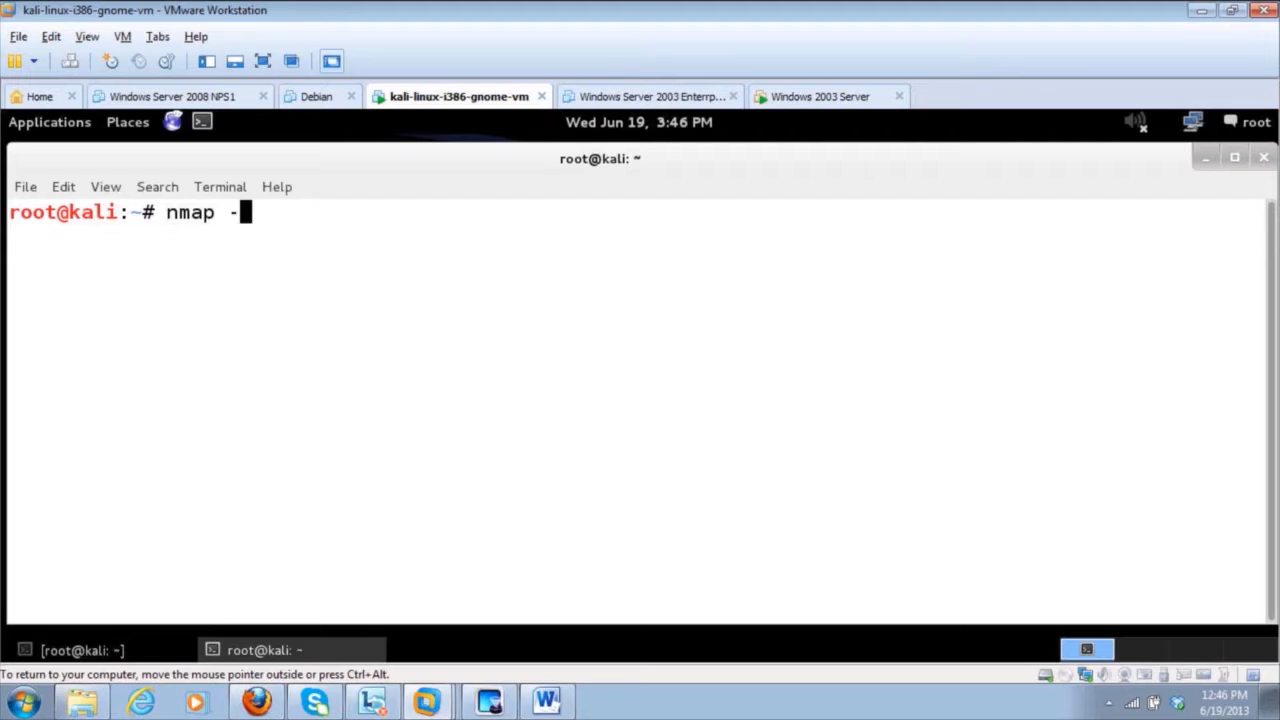 kali-linux-i386-gnome-vm - VMware Workstation
File Edit View VM Tabs Help
Home Windows Server 2008 NPS1 Debian kali-linux-i386-gnome-vm Windows Server 2003 Enterrp... Windows 2003 Server
Applications Places Wed Jun 19, 3:46 PM root
root@kali: ~
File Edit View Search Terminal Help
root@kali:~# nmap -
[root@kali: ~] root@kali: ~
To return to your computer, move the mouse pointer outside or press Ctrl+Alt.
12:46 PM
6/19/2013